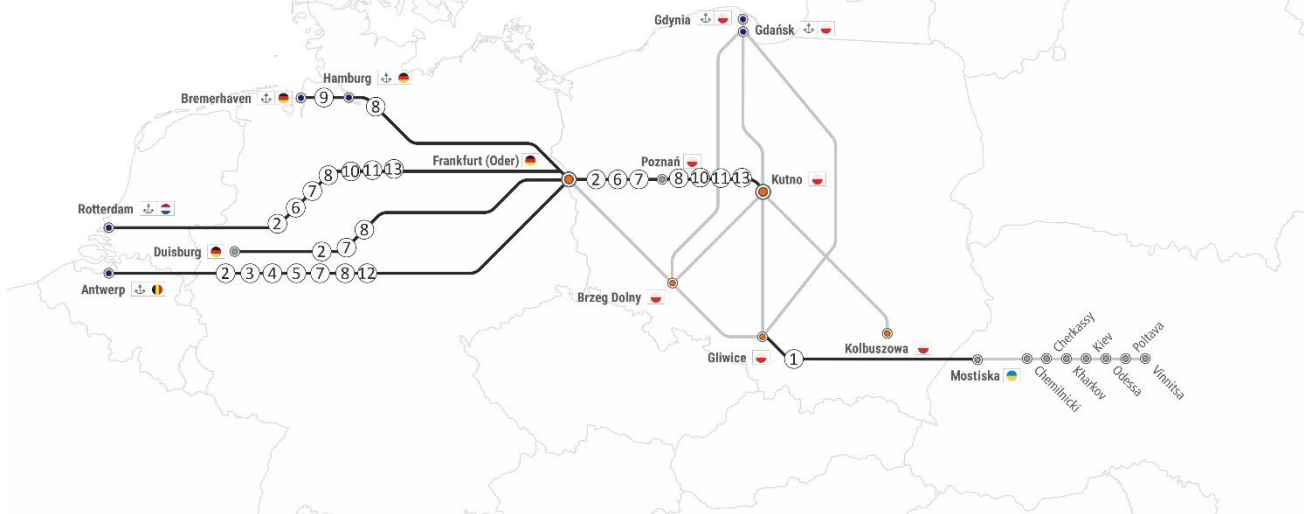 Gdynia
Gdańsk
Hamburg
Bremerhaven
9
8
Frankfurt (Oder)
Poznań
Kutno
8 10 11 13
7
6
2
2 6 7
8 10 11 13
Rotterdam
Duisburg
2 7 8
Antwerp
2 3 4 5 7 8 12
Brzeg Dolny
Gliwice
1
Kolbuszowa
Mostiska
Chemilnicki
Cherkassy
Kharkov
Kiev
Odessa
Poltava
Vinnitsa